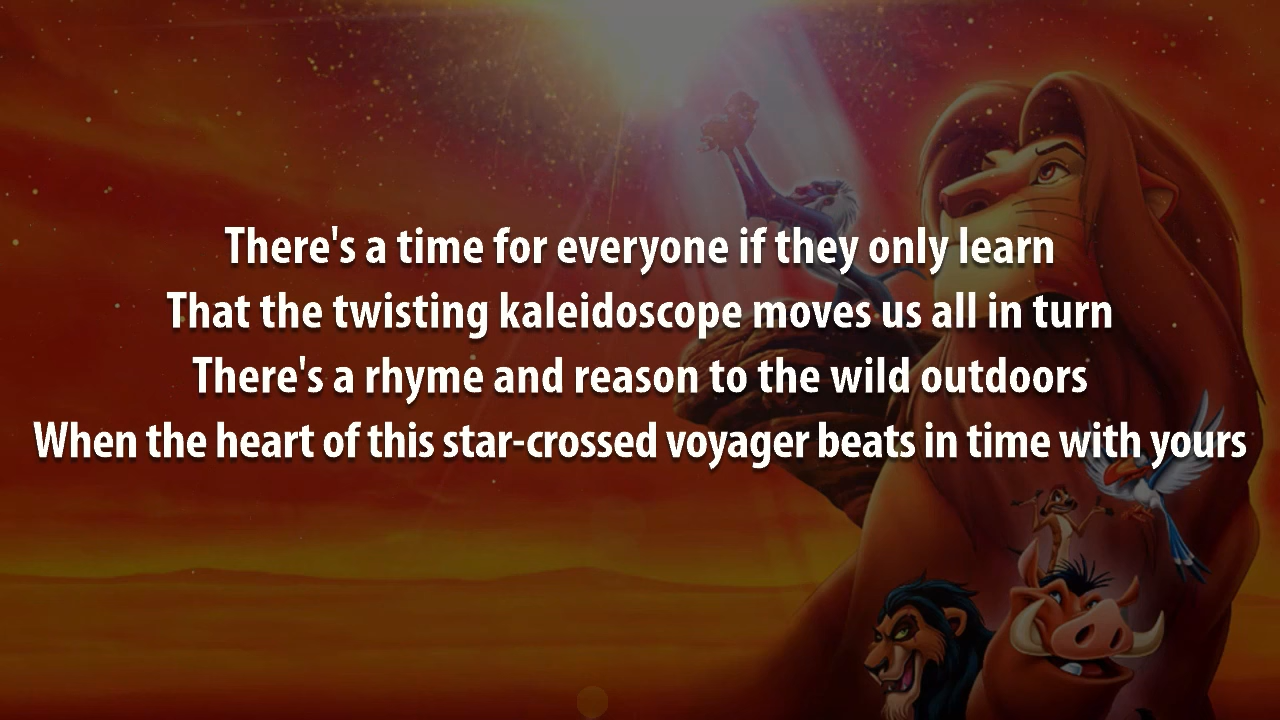 There's a time for everyone if they only learn
That the twisting kaleidoscope moves us all in turn
There's a rhyme and reason to the wild outdoors
When the heart of this star-crossed voyager beats in time with yours